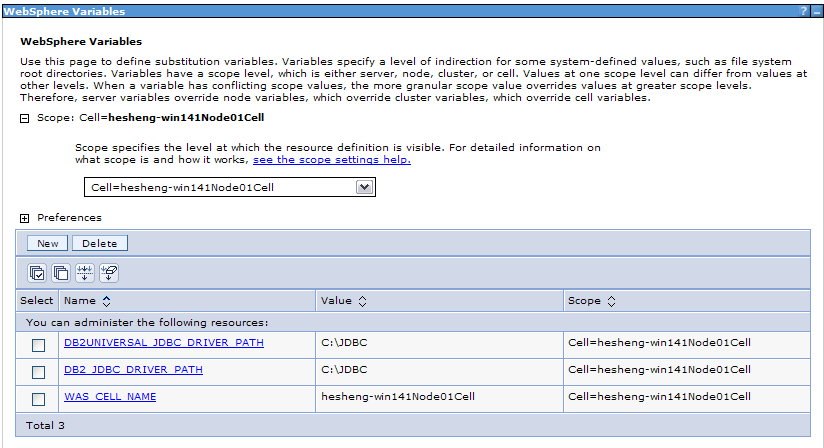 WebSphere Variables ? –
WebSphere Variables
Use this page to define substitution variables. Variables specify a level of indirection for some system-defined values, such as file system
root directories. Variables have a scope level, which is either server, node, cluster, or cell. Values at one scope level can differ from values at
other levels. When a variable has conflicting scope values, the more granular scope value overrides values at greater scope levels.
Therefore, server variables override node variables, which override cluster variables, which override cell variables.
Scope: Cell=hesheng-win141Node01Cell
Scope specifies the level at which the resource definition is visible. For detailed information on
what scope is and how it works, see the scope settings help.
Cell=hesheng-win141Node01Cell
Preferences
New Delete
Select Name Value Scope
You can administer the following resources:
DB2UNIVERSAL_JDBC_DRIVER_PATH C:\JDBC Cell=hesheng-win141Node01Cell
DB2_JDBC_DRIVER_PATH C:\JDBC Cell=hesheng-win141Node01Cell
WAS_CELL_NAME hesheng-win141Node01Cell Cell=hesheng-win141Node01Cell
Total 3